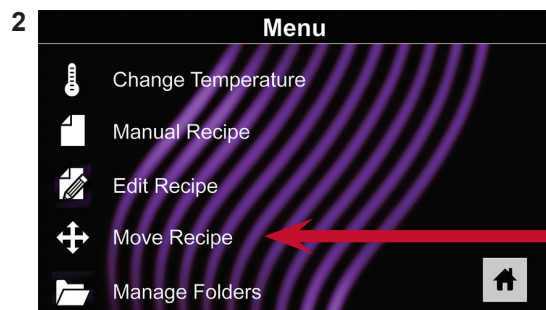 2
Menu
Change Temperature
Manual Recipe
Edit Recipe
Move Recipe
Manage Folders